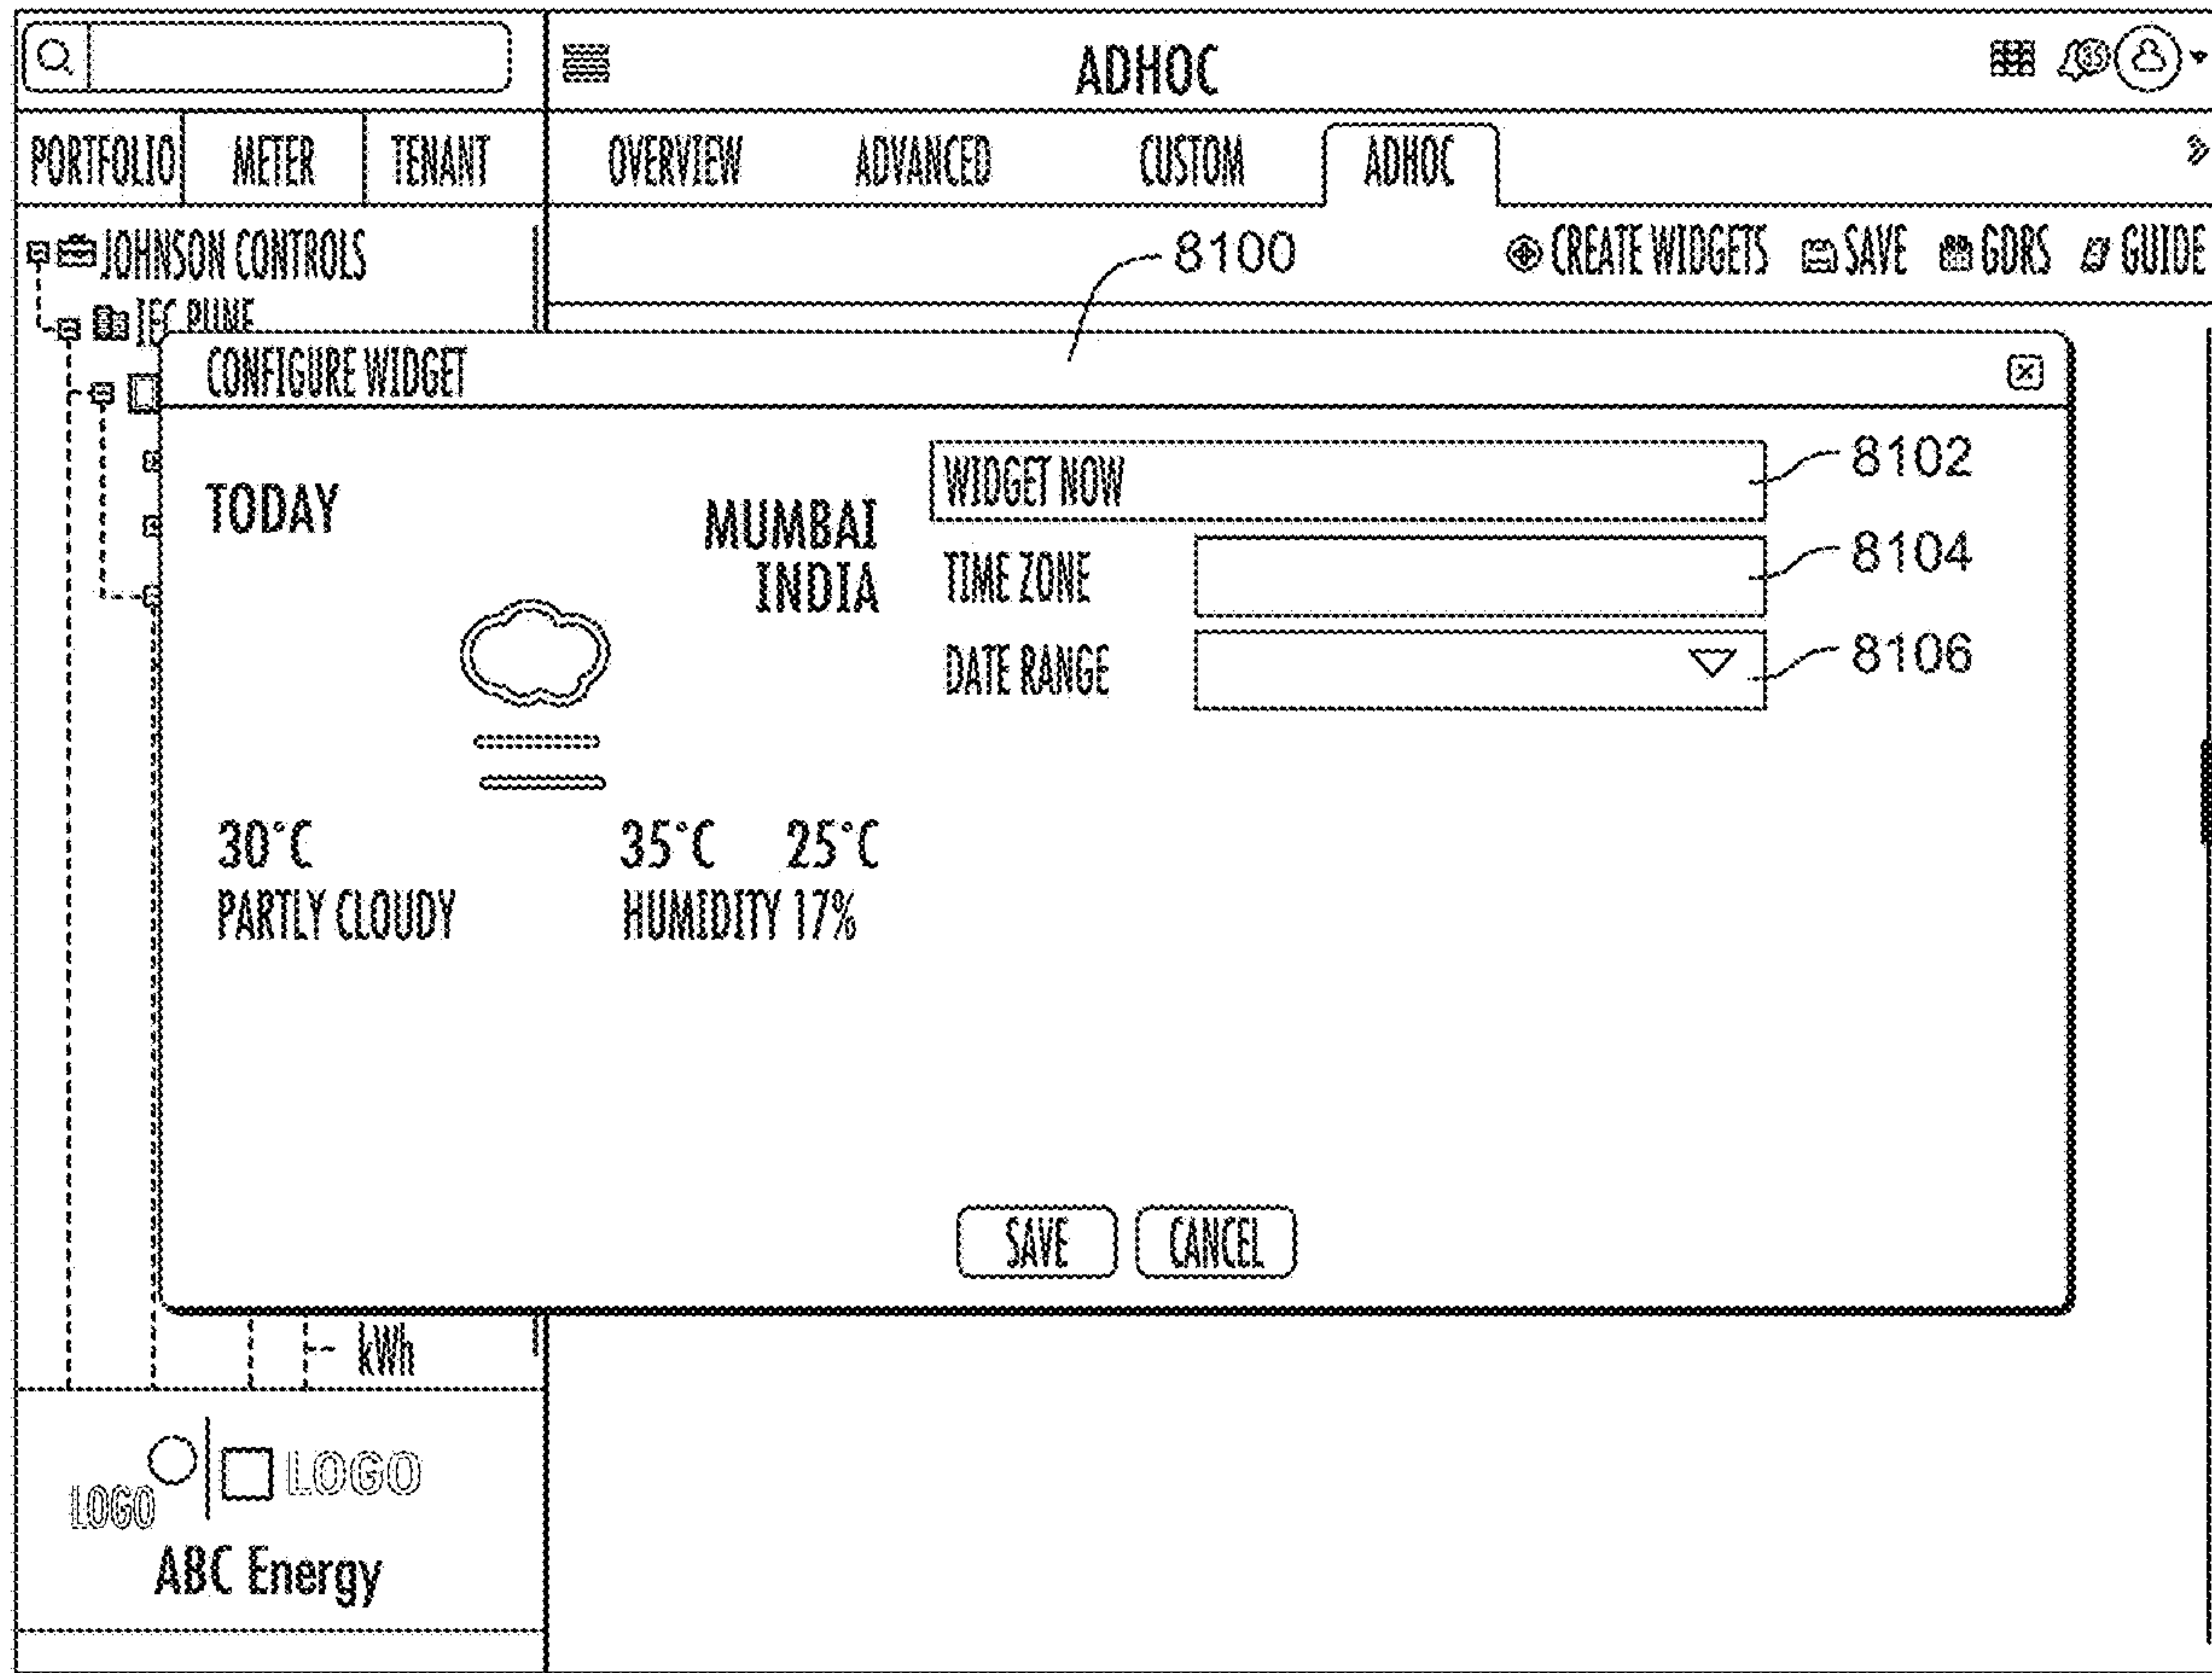 ADHOC
85
PORTFOLIO METER TENANT
OVERVIEW ADVANCED CUSTOM ADHOC
JOHNSON CONTROLS
8100
CREATE WIDGETS SAVE GDRS GUIDE
PUNE
CONFIGURE WIDGET
TODAY
MUMBAI
INDIA
WIDGET NOW
8102
TIME ZONE
8104
DATE RANGE
8106
30°C
35°C 25°C
PARTLY CLOUDY
HUMIDITY 17%
SAVE CANCEL
kWh
LOGO
LOGO
ABC Energy